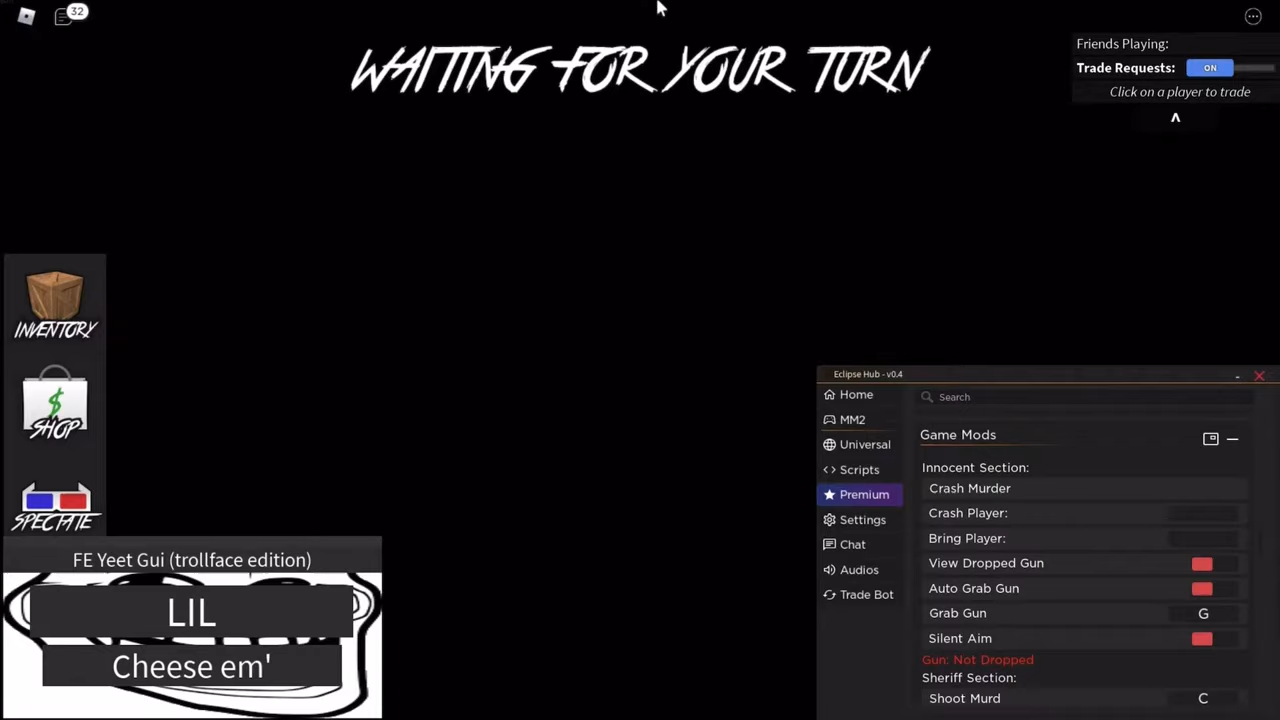 32
WAITING FOR YOUR TURN
Friends Playing:
Trade Requests: ON
Click on a player to trade
^
INVENTORY
$
SHOP
SPECTATE
FE Yeet Gui (trollface edition)
LIL
Cheese em'
Eclipse Hub - v0.4
Home
MM2
Universal
Scripts
Premium
Settings
Chat
Audios
Trade Bot
Search
Game Mods
Innocent Section:
Crash Murder
Crash Player:
Bring Player:
View Dropped Gun
Auto Grab Gun
Grab Gun G
Silent Aim
Gun: Not Dropped
Sheriff Section:
Shoot Murd C